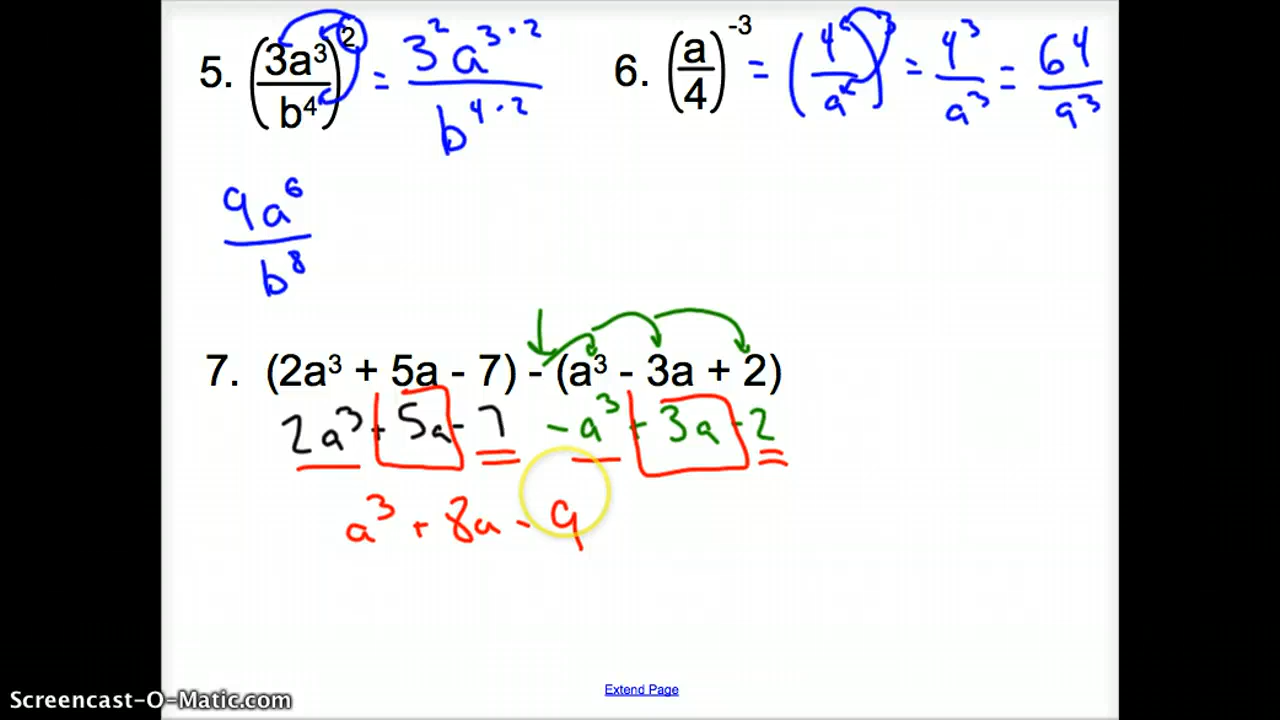 5. (3a³/b⁴)² = 3²a³·²/b⁴·²
9a⁶/b⁸
6. (a/4)⁻³ = (4/a)³ = 4³/a³ = 64/a³
7. (2a³ + 5a - 7) - (a³ - 3a + 2)
2a³ + 5a - 7 - a³ + 3a - 2
a³ + 8a - 9
Extend Page
Screencast-O-Matic.com